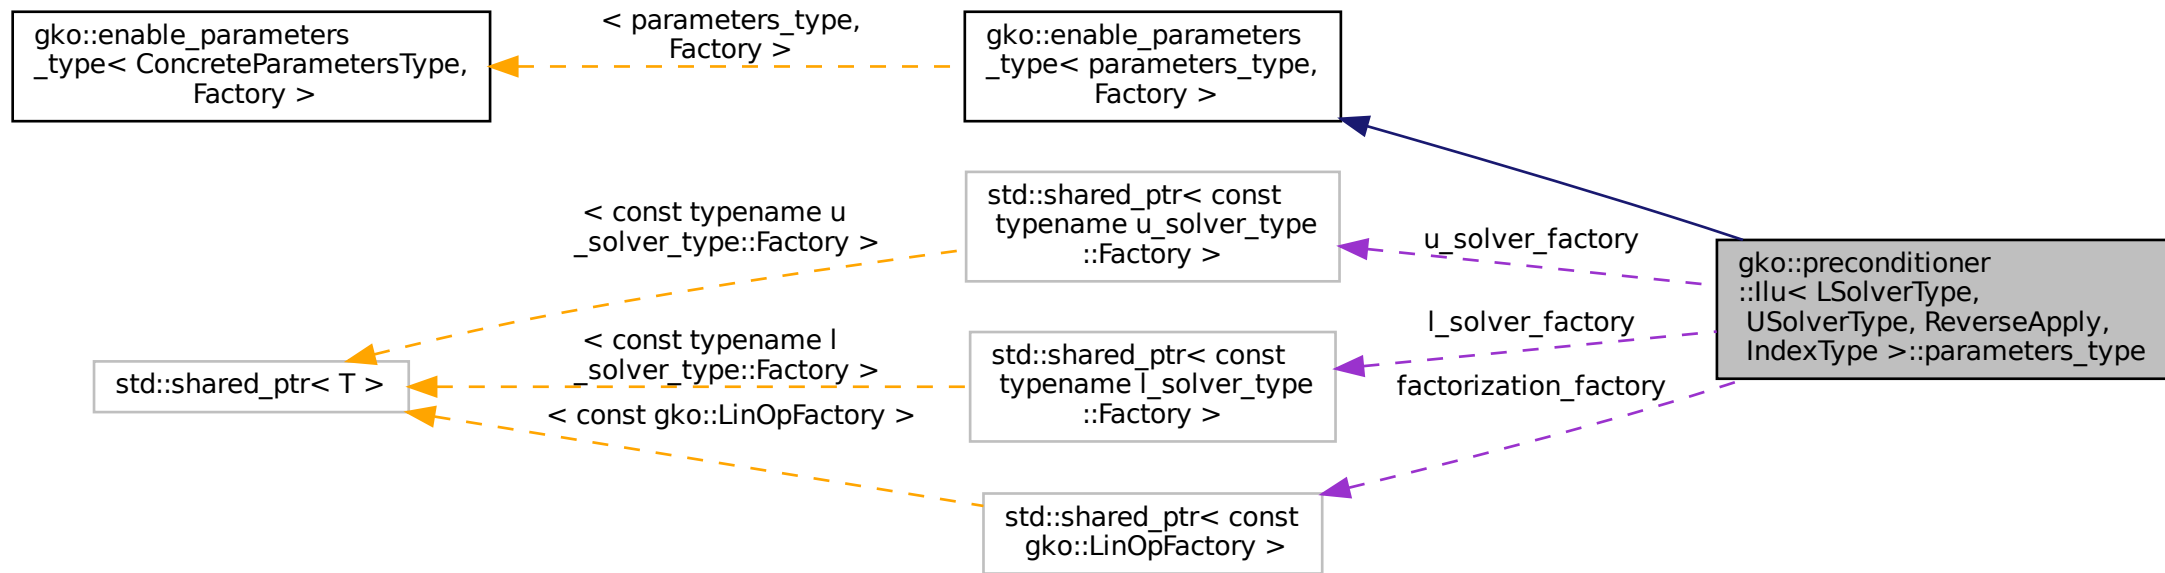 gko::enable_parameters
_type< ConcreteParametersType,
Factory >
< parameters_type,
Factory >
gko::enable_parameters
_type< parameters_type,
Factory >
std::shared_ptr< const
typename u_solver_type
::Factory >
< const typename u
_solver_type::Factory >
u_solver_factory
gko::preconditioner
::Ilu< LSolverType,
USolverType, ReverseApply,
IndexType >::parameters_type
l_solver_factory
std::shared_ptr< const
typename l_solver_type
::Factory >
< const typename l
_solver_type::Factory >
std::shared_ptr< T >
factorization_factory
< const gko::LinOpFactory >
std::shared_ptr< const
gko::LinOpFactory >